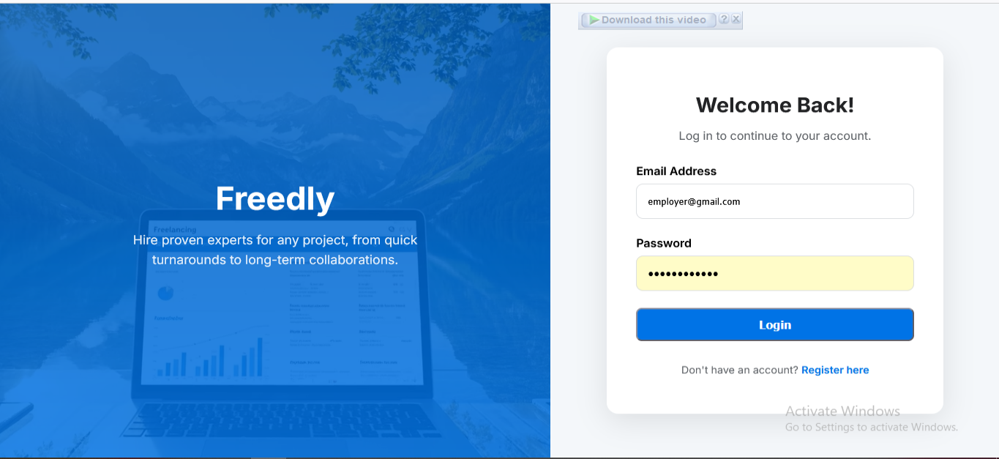 Download this video ? X
Freedly
Freelancing
Hire proven experts for any project, from quick
turnarounds to long-term collaborations.
Welcome Back!
Log in to continue to your account.
Email Address
employer@gmail.com
Password
••••••••••••
Login
Don't have an account? Register here
Activate Windows
Go to Settings to activate Windows.